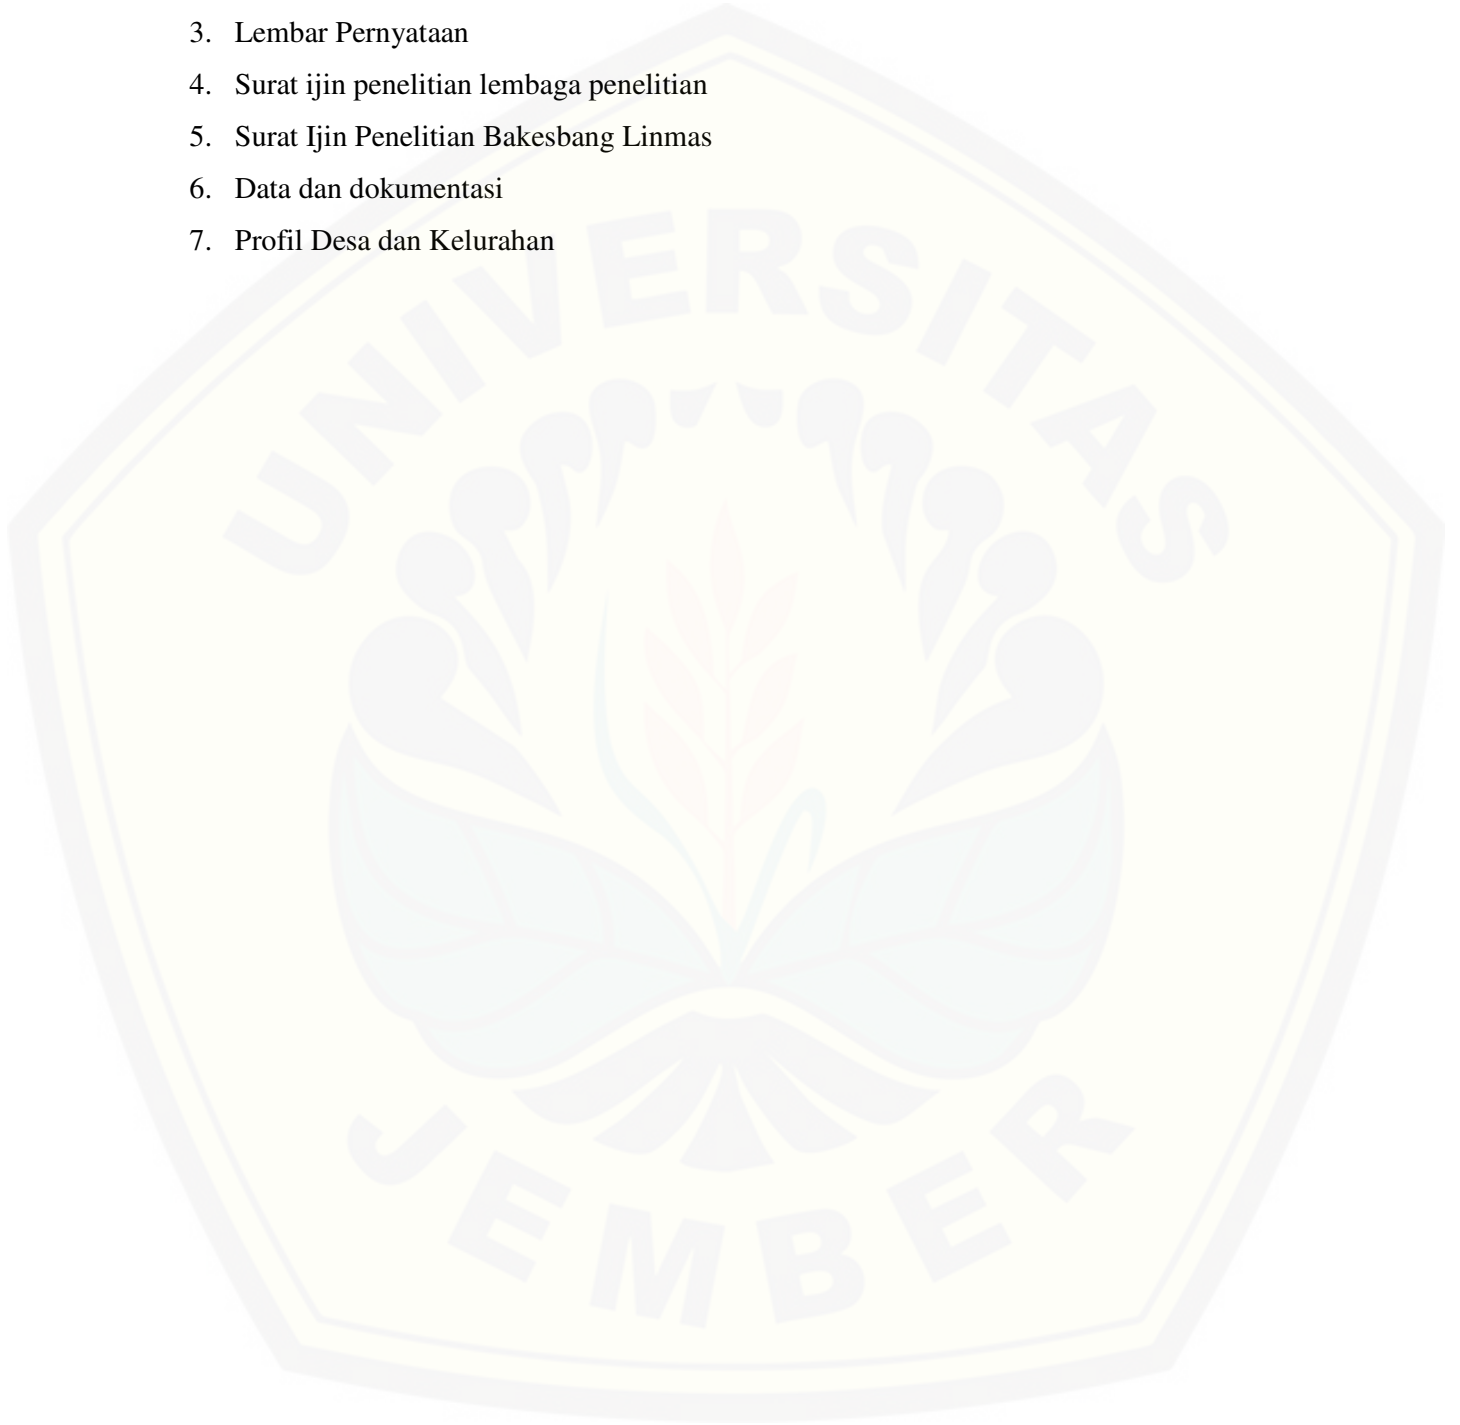 3. Lembar Pernyataan
4. Surat ijin penelitian lembaga penelitian
5. Surat Ijin Penelitian Bakesbang Linmas
6. Data dan dokumentasi
7. Profil Desa dan Kelurahan
UNIVERSITAS
JEMBER